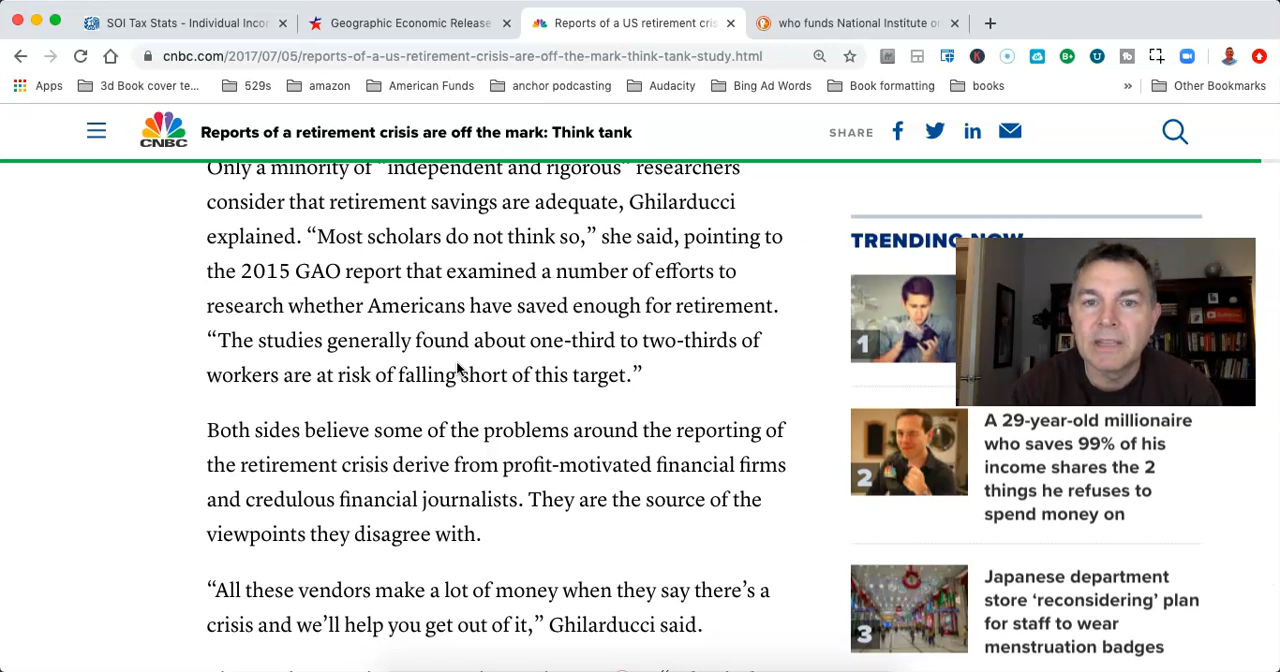 SOI Tax Stats - Individual Incor
Geographic Economic Release
Reports of a US retirement cris
who funds National Institute o
cnbc.com/2017/07/05/reports-of-a-us-retirement-crisis-are-off-the-mark-think-tank-study.html
Apps
3d Book cover te...
529s
amazon
American Funds
anchor podcasting
Audacity
Bing Ad Words
Book formatting
books
»
Other Bookmarks
CNBC
Reports of a retirement crisis are off the mark: Think tank
SHARE
Only a minority of "independent and rigorous" researchers
consider that retirement savings are adequate, Ghilarducci
explained. “Most scholars do not think so,” she said, pointing to
the 2015 GAO report that examined a number of efforts to
research whether Americans have saved enough for retirement.
“The studies generally found about one-third to two-thirds of
workers are at risk of falling short of this target.”
Both sides believe some of the problems around the reporting of
the retirement crisis derive from profit-motivated financial firms
and credulous financial journalists. They are the source of the
viewpoints they disagree with.
“All these vendors make a lot of money when they say there’s a
crisis and we’ll help you get out of it,” Ghilarducci said.
TRENDING NOW
1
2
A 29-year-old millionaire
who saves 99% of his
income shares the 2
things he refuses to
spend money on
3
Japanese department
store ‘reconsidering’ plan
for staff to wear
menstruation badges